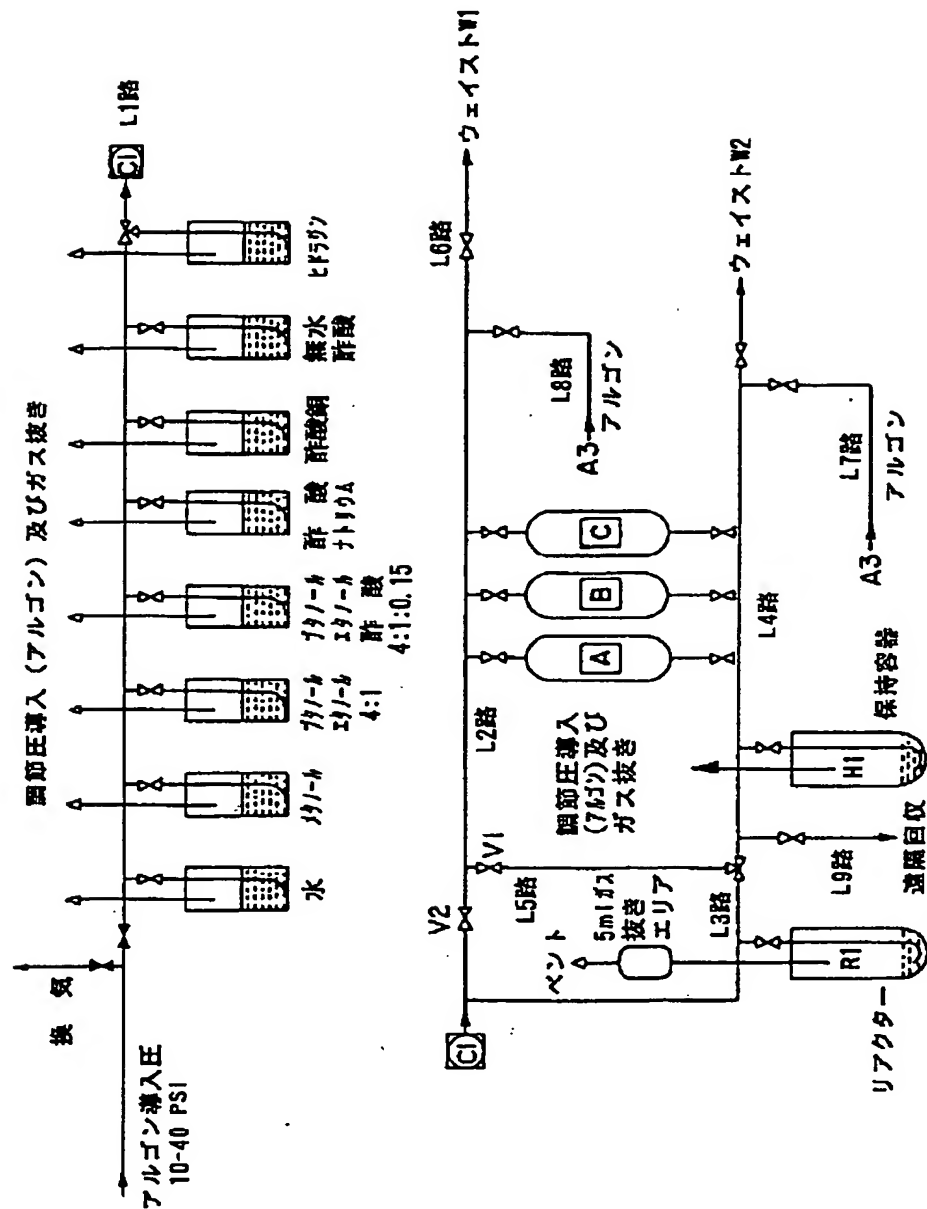 調節圧導入（アルゴン）及びガス抜き
換気
アルゴン導入圧
10-40 PSI
水
メタノール
ブタノール
エタノール
4:1
ブタノール
エタノール
酢 酸
4:1:0.15
酢 酸
ナトリウム
酢酸銅
無水
酢酸
ヒドラヅン
C1
L1路
C1
V2
L2路
L6路
ウェイストW1
V1
L5路
ベント
5mlガス
抜き
エリア
調節圧導入
(アルゴン)及び
ガス抜き
A
B
C
L8路
A3
アルゴン
L3路
L4路
ウェイストW2
R1
リアクター
L9路
遠隔回収
H1
保持容器
L7路
A3
アルゴン